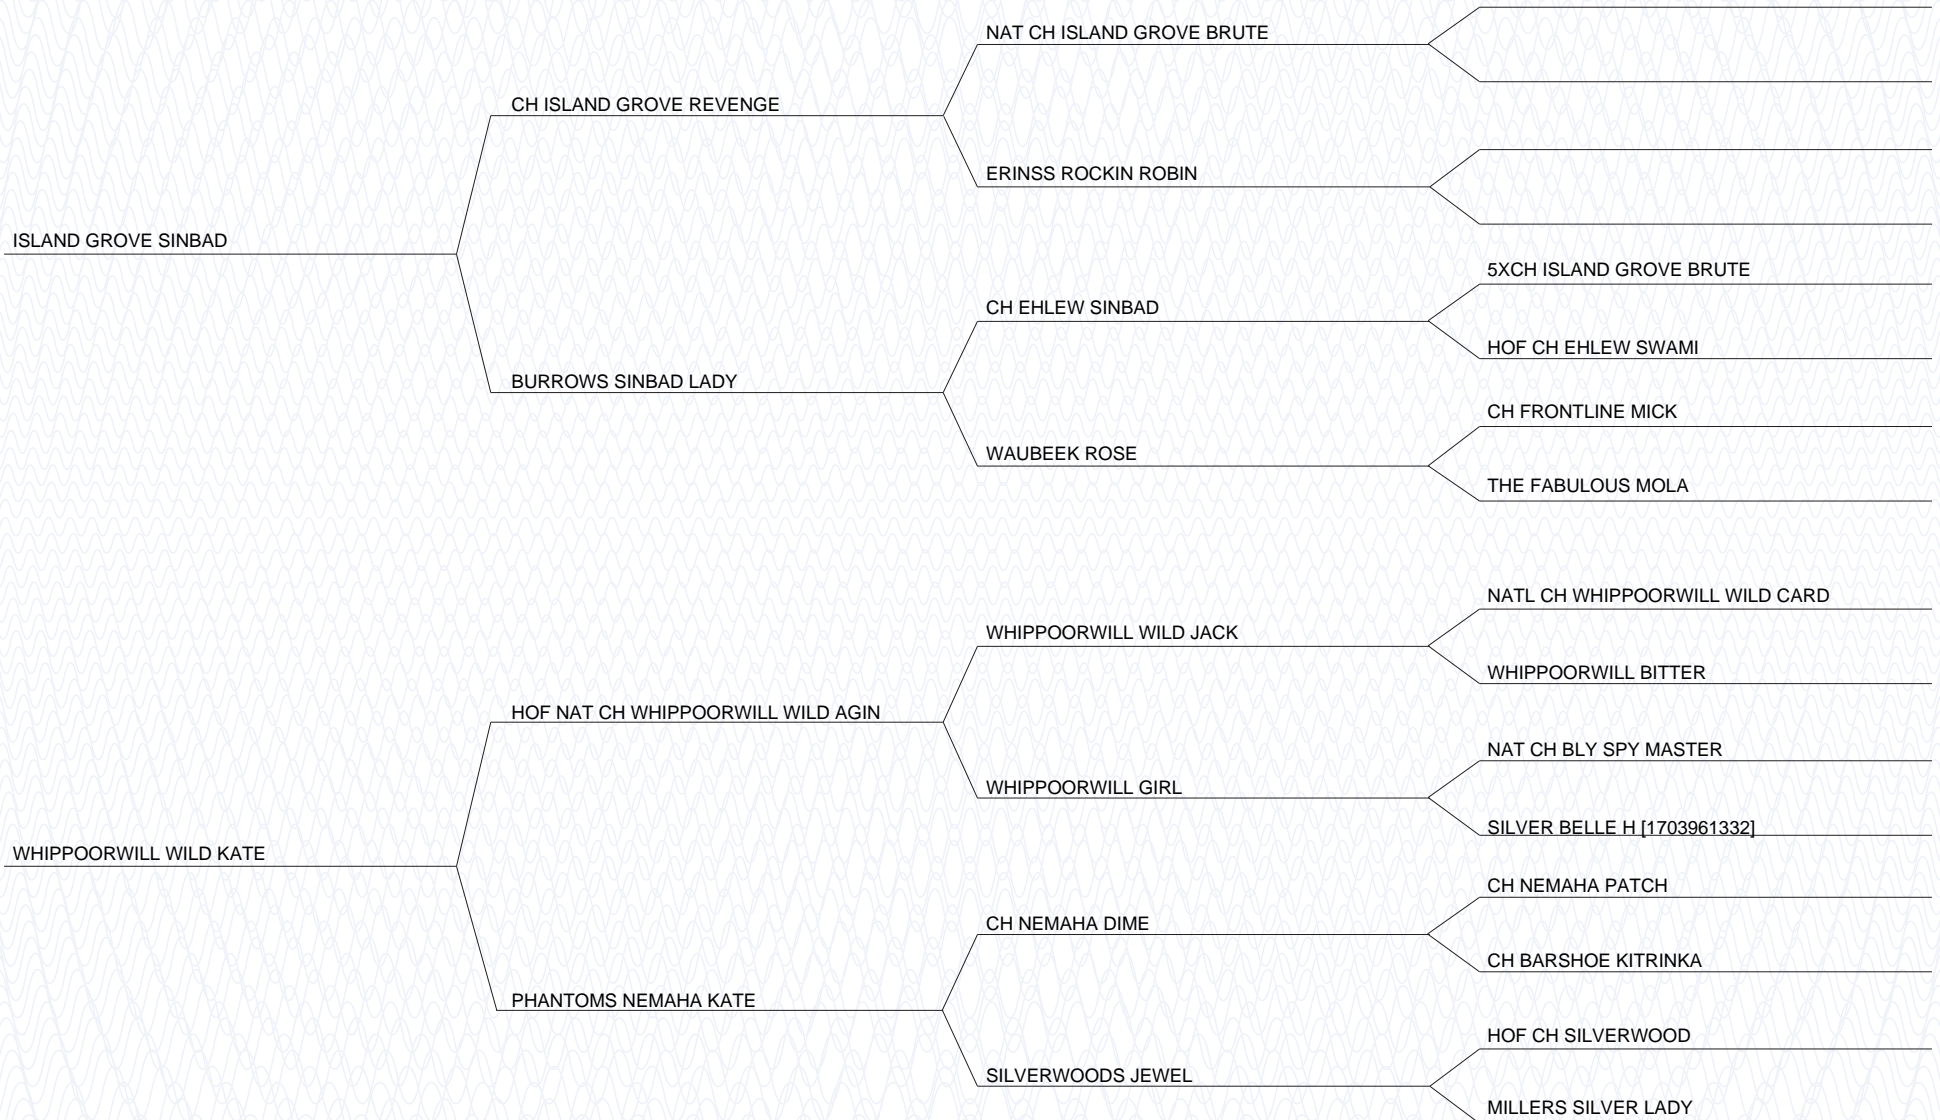 NAT CH ISLAND GROVE BRUTE
CH ISLAND GROVE REVENGE
ERINSS ROCKIN ROBIN
ISLAND GROVE SINBAD
5XCH ISLAND GROVE BRUTE
CH EHLEW SINBAD
HOF CH EHLEW SWAMI
BURROWS SINBAD LADY
CH FRONTLINE MICK
WAUBEEK ROSE
THE FABULOUS MOLA
NATL CH WHIPPOORWILL WILD CARD
WHIPPOORWILL WILD JACK
WHIPPOORWILL BITTER
HOF NAT CH WHIPPOORWILL WILD AGIN
NAT CH BLY SPY MASTER
WHIPPOORWILL GIRL
SILVER BELLE H [1703961332]
WHIPPOORWILL WILD KATE
CH NEMAHA PATCH
CH NEMAHA DIME
CH BARSHOE KITRINKA
PHANTOMS NEMAHA KATE
HOF CH SILVERWOOD
SILVERWOODS JEWEL
MILLERS SILVER LADY